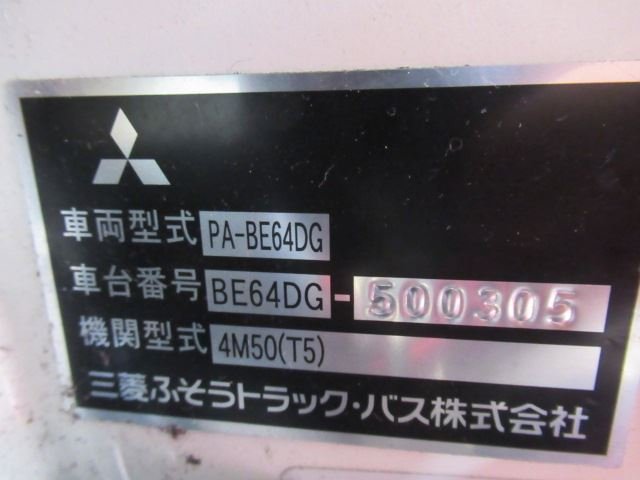 車両型式 PA-BE64DG
車台番号 BE64DG-500305
機関型式 4M50(T5)
三菱ふそうトラック・バス株式会社